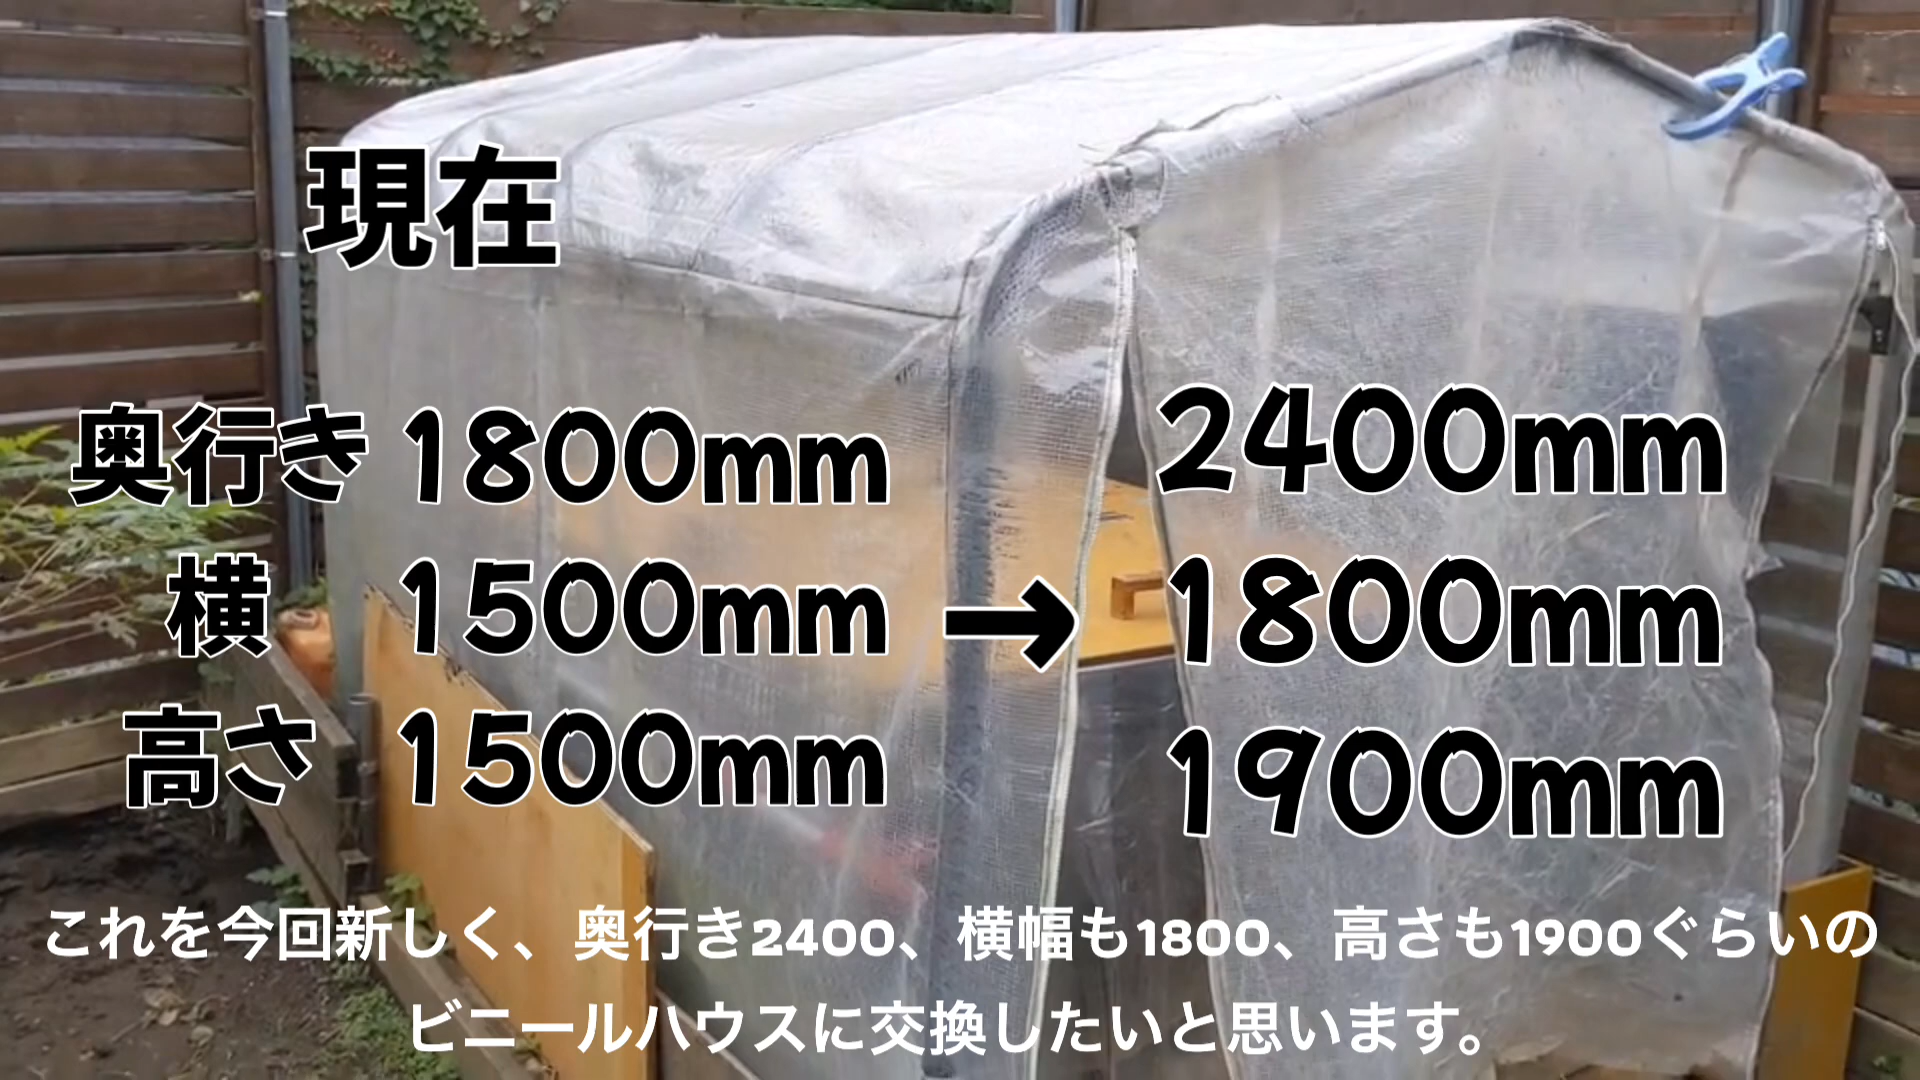 現在
奥行き 1800mm 2400mm
横 1500mm → 1800mm
高さ 1500mm 1900mm
これを今回新しく、奥行き2400、横幅も1800、高さも1900ぐらいの
ビニールハウスに交換したいと思います。